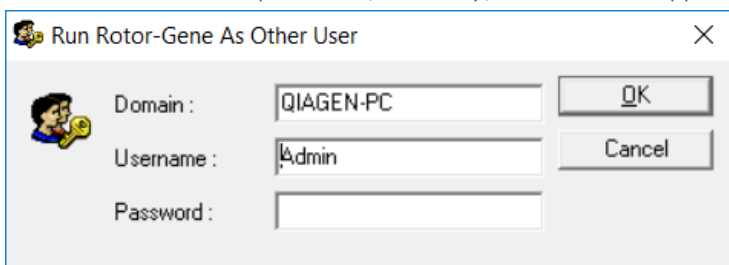 Run Rotor-Gene As Other User
Domain : QIAGEN-PC OK
Username : Admin Cancel
Password :